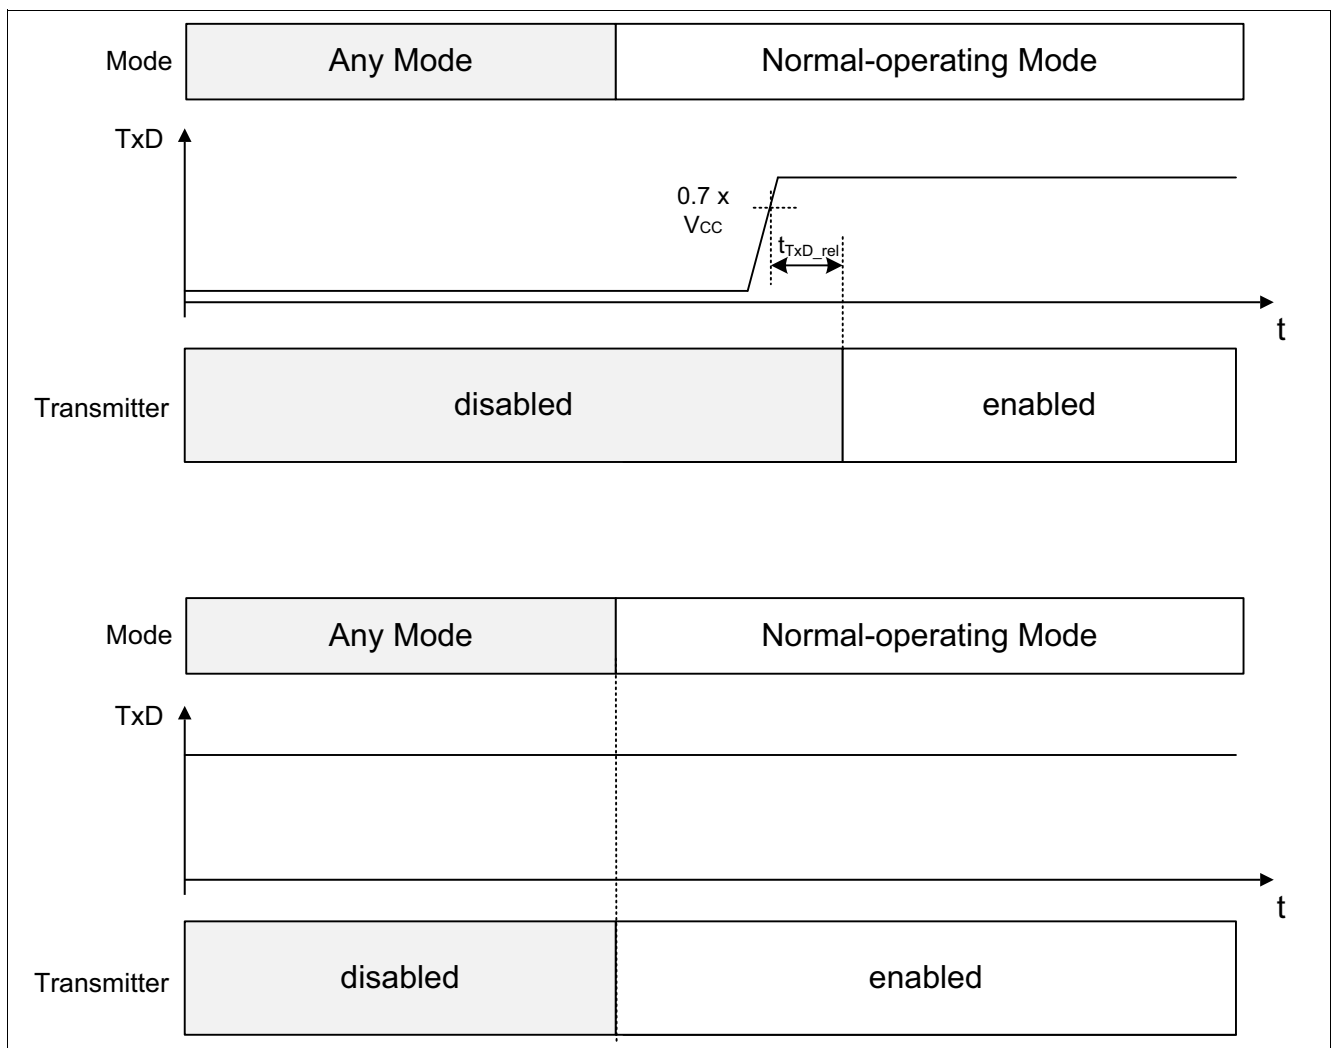 Mode Any Mode Normal-operating Mode
TxD
0.7 x
VCC
tTxD_rel
t
Transmitter disabled enabled
Mode Any Mode Normal-operating Mode
TxD
t
Transmitter disabled enabled